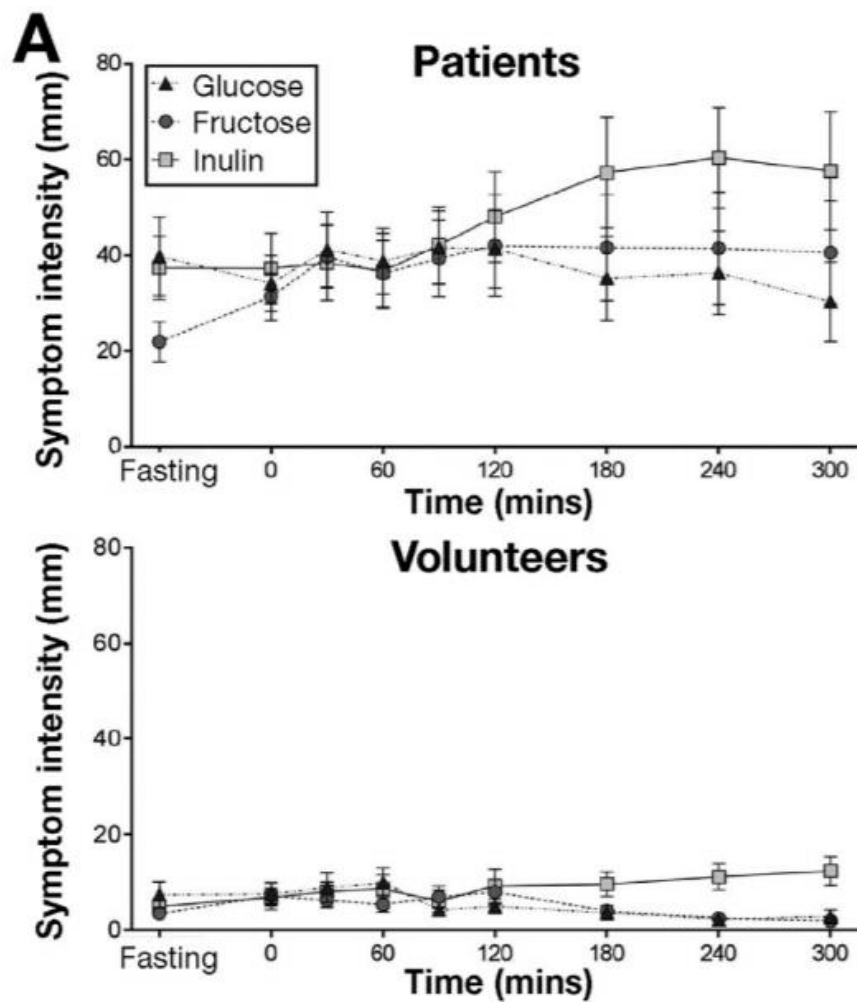 A
Patients
Glucose
Fructose
Inulin
Symptom intensity (mm)
80
60
40
20
0
Fasting 0 60 120 180 240 300
Time (mins)
Volunteers
Symptom intensity (mm)
80
60
40
20
0
Fasting 0 60 120 180 240 300
Time (mins)